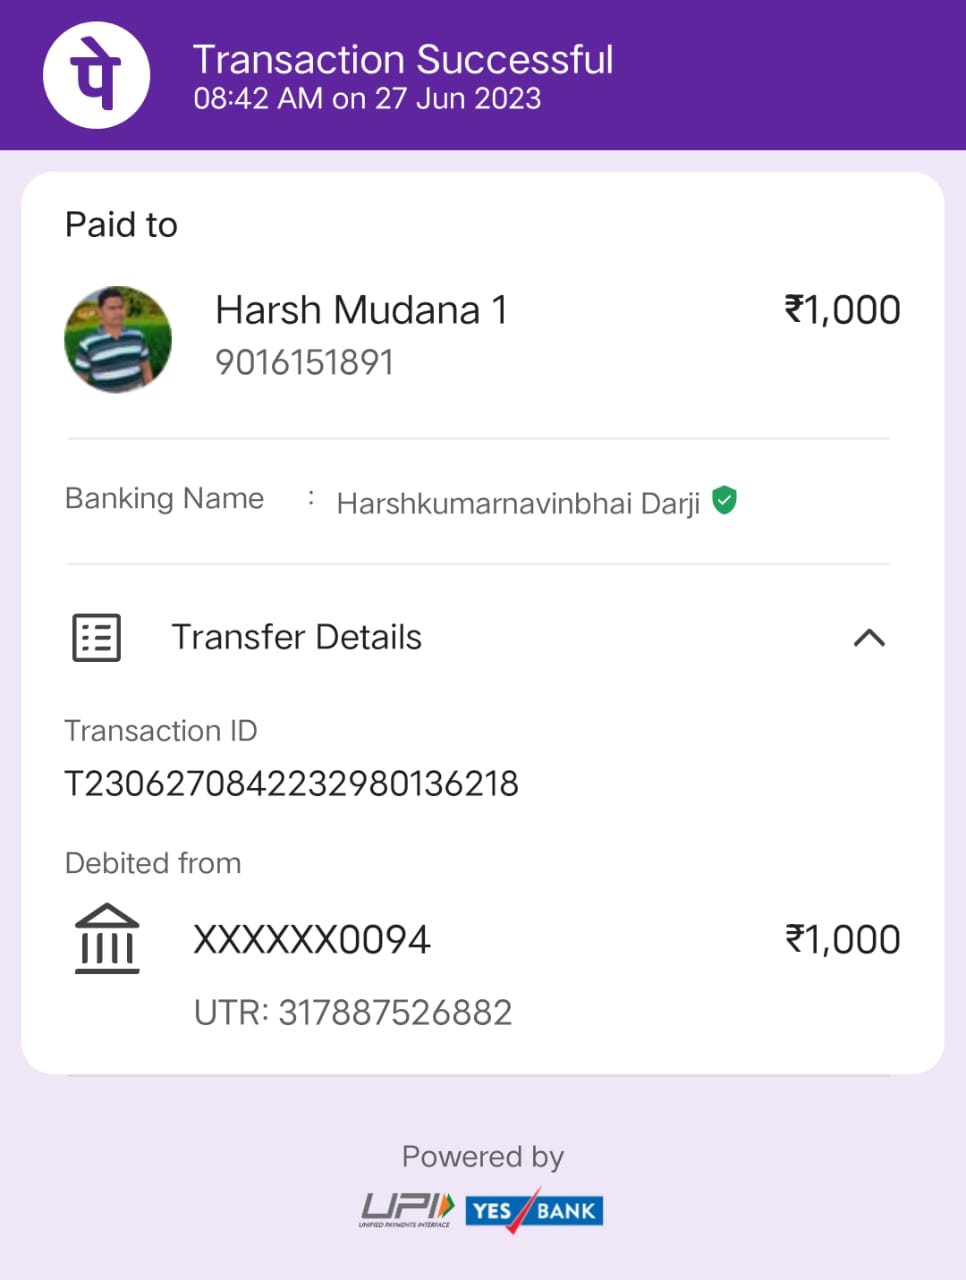 पे
Transaction Successful
08:42 AM on 27 Jun 2023
Paid to
Harsh Mudana 1 ₹1,000
9016151891
Banking Name : Harshkumarnavinbhai Darji
Transfer Details
Transaction ID
T2306270842232980136218
Debited from
XXXXXX0094 ₹1,000
UTR: 317887526882
Powered by
UPI YES BANK
UNIFIED PAYMENTS INTERFACE